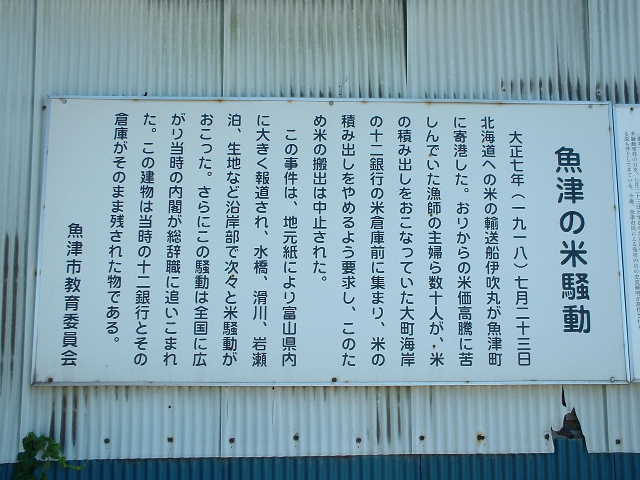 魚津の米騒動
大正七年(一九一八)七月二十三日
北海道への米の輸送船伊吹丸が魚津町
に寄港した。おりからの米価高騰に苦
しんでいた漁師の主婦ら数十人が、米
の積み出しをおこなっていた大町海岸
の十二銀行の米倉庫前に集まり、米の
積み出しをやめるよう要求し、このた
め米の搬出は中止された。
この事件は、地元紙により富山県内
に大きく報道され、水橋、滑川、岩瀬
泊、生地など沿岸部で次々と米騒動が
おこった。さらにこの騒動は全国に広
がり当時の内閣が総辞職に追いこまれ
た。この建物は当時の十二銀行とその
倉庫がそのまま残された物である。
魚津市教育委員会